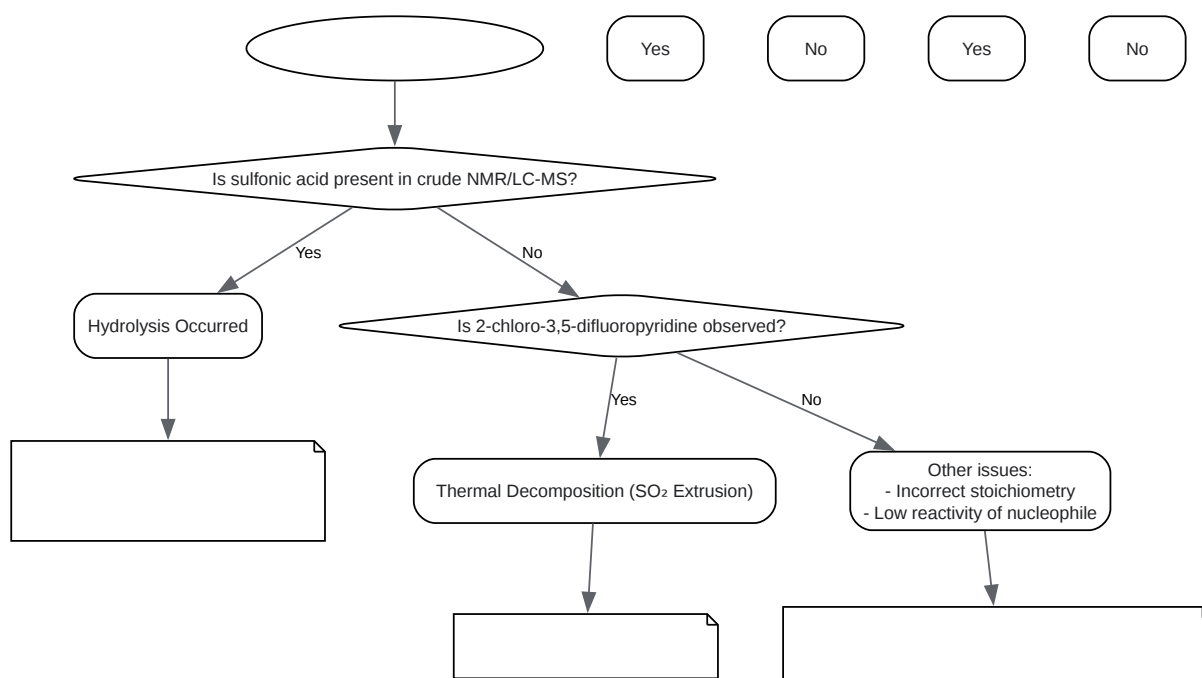 Yes
No
Yes
No
Is sulfonic acid present in crude NMR/LC-MS?
Yes
No
Hydrolysis Occurred
Is 2-chloro-3,5-difluoropyridine observed?
Yes
No
Thermal Decomposition (SO₂ Extrusion)
Other issues:
- Incorrect stoichiometry
- Low reactivity of nucleophile